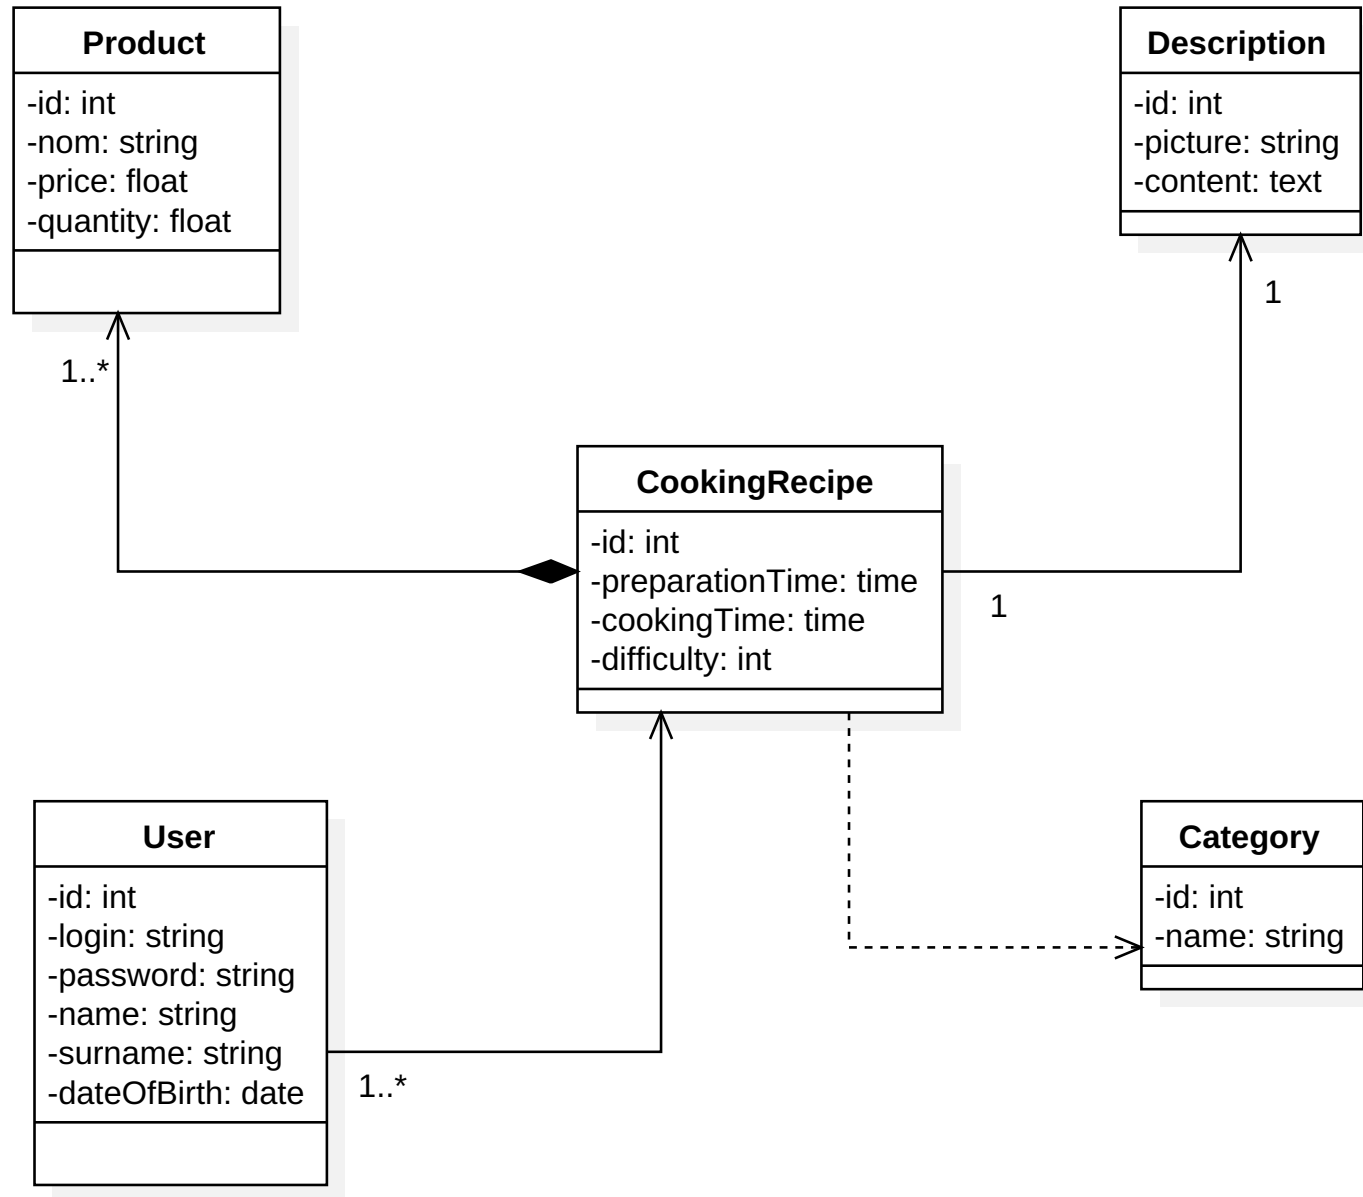 Product
-id: int
-nom: string
-price: float
-quantity: float
1..*
Description
-id: int
-picture: string
-content: text
1
CookingRecipe
-id: int
-preparationTime: time
-cookingTime: time
-difficulty: int
1
User
-id: int
-login: string
-password: string
-name: string
-surname: string
-dateOfBirth: date
1..*
Category
-id: int
-name: string